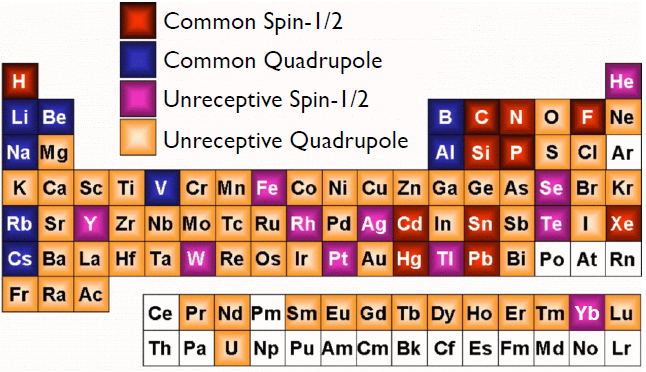 Common Spin-1/2
Common Quadrupole
Unreceptive Spin-1/2
Unreceptive Quadrupole
H He
Li Be B C N O F Ne
Na Mg Al Si P S Cl Ar
K Ca Sc Ti V Cr Mn Fe Co Ni Cu Zn Ga Ge As Se Br Kr
Rb Sr Y Zr Nb Mo Tc Ru Rh Pd Ag Cd In Sn Sb Te I Xe
Cs Ba La Hf Ta W Re Os Ir Pt Au Hg Tl Pb Bi Po At Rn
Fr Ra Ac
Ce Pr Nd Pm Sm Eu Gd Tb Dy Ho Er Tm Yb Lu
Th Pa U Np Pu Am Cm Bk Cf Es Fm Md No Lr